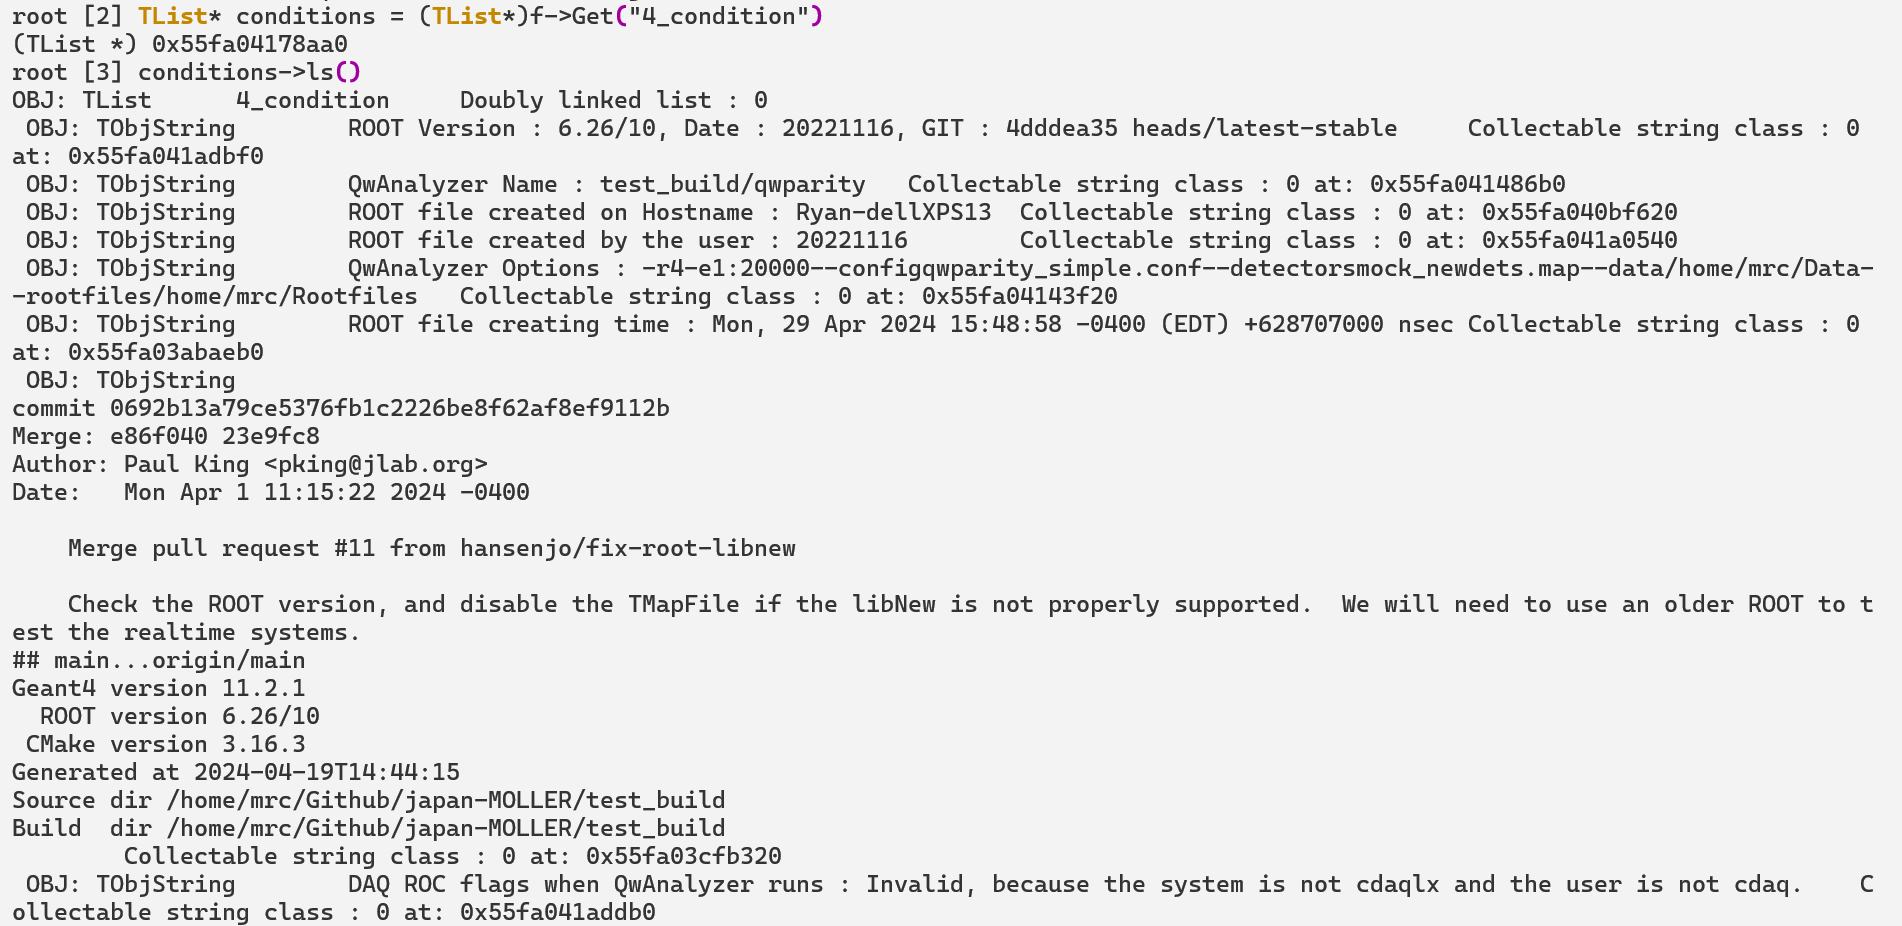 root [2] TList* conditions = (TList*)f->Get("4_condition")
(TList *) 0x55fa04178aa0
root [3] conditions->ls()
OBJ: TList      4_condition     Doubly linked list : 0
 OBJ: TObjString        ROOT Version : 6.26/10, Date : 20221116, GIT : 4dddea35 heads/latest-stable     Collectable string class : 0
at: 0x55fa041adbf0
 OBJ: TObjString        QwAnalyzer Name : test_build/qwparity   Collectable string class : 0 at: 0x55fa041486b0
 OBJ: TObjString        ROOT file created on Hostname : Ryan-dellXPS13  Collectable string class : 0 at: 0x55fa040bf620
 OBJ: TObjString        ROOT file created by the user : 20221116        Collectable string class : 0 at: 0x55fa041a0540
 OBJ: TObjString        QwAnalyzer Options : -r4-e1:20000--configqwparity_simple.conf--detectorsmock_newdets.map--data/home/mrc/Data-
-rootfiles/home/mrc/Rootfiles   Collectable string class : 0 at: 0x55fa04143f20
 OBJ: TObjString        ROOT file creating time : Mon, 29 Apr 2024 15:48:58 -0400 (EDT) +628707000 nsec Collectable string class : 0
at: 0x55fa03abaeb0
 OBJ: TObjString
commit 0692b13a79ce5376fb1c2226be8f62af8ef9112b
Merge: e86f040 23e9fc8
Author: Paul King <pking@jlab.org>
Date:   Mon Apr 1 11:15:22 2024 -0400

    Merge pull request #11 from hansenjo/fix-root-libnew

    Check the ROOT version, and disable the TMapFile if the libNew is not properly supported.  We will need to use an older ROOT to t
est the realtime systems.
## main...origin/main
Geant4 version 11.2.1
  ROOT version 6.26/10
 CMake version 3.16.3
Generated at 2024-04-19T14:44:15
Source dir /home/mrc/Github/japan-MOLLER/test_build
Build  dir /home/mrc/Github/japan-MOLLER/test_build
        Collectable string class : 0 at: 0x55fa03cfb320
 OBJ: TObjString        DAQ ROC flags when QwAnalyzer runs : Invalid, because the system is not cdaqlx and the user is not cdaq.    C
ollectable string class : 0 at: 0x55fa041addb0